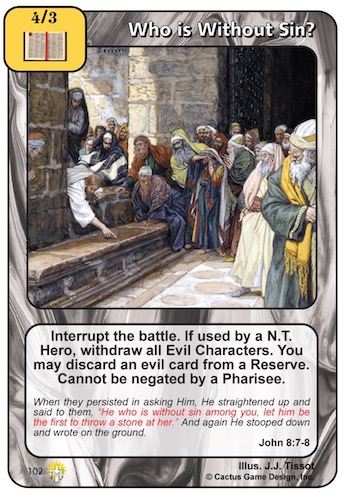 4/3
Who is Without Sin?
Interrupt the battle. If used by a N.T.
Hero, withdraw all Evil Characters. You
may discard an evil card from a Reserve.
Cannot be negated by a Pharisee.
When they persisted in asking Him, He straightened up and
said to them, "He who is without sin among you, let him be
the first to throw a stone at her." And again He stooped down
and wrote on the ground.
John 8:7-8
Illus. J.J. Tissot
102
© Cactus Game Design, Inc.